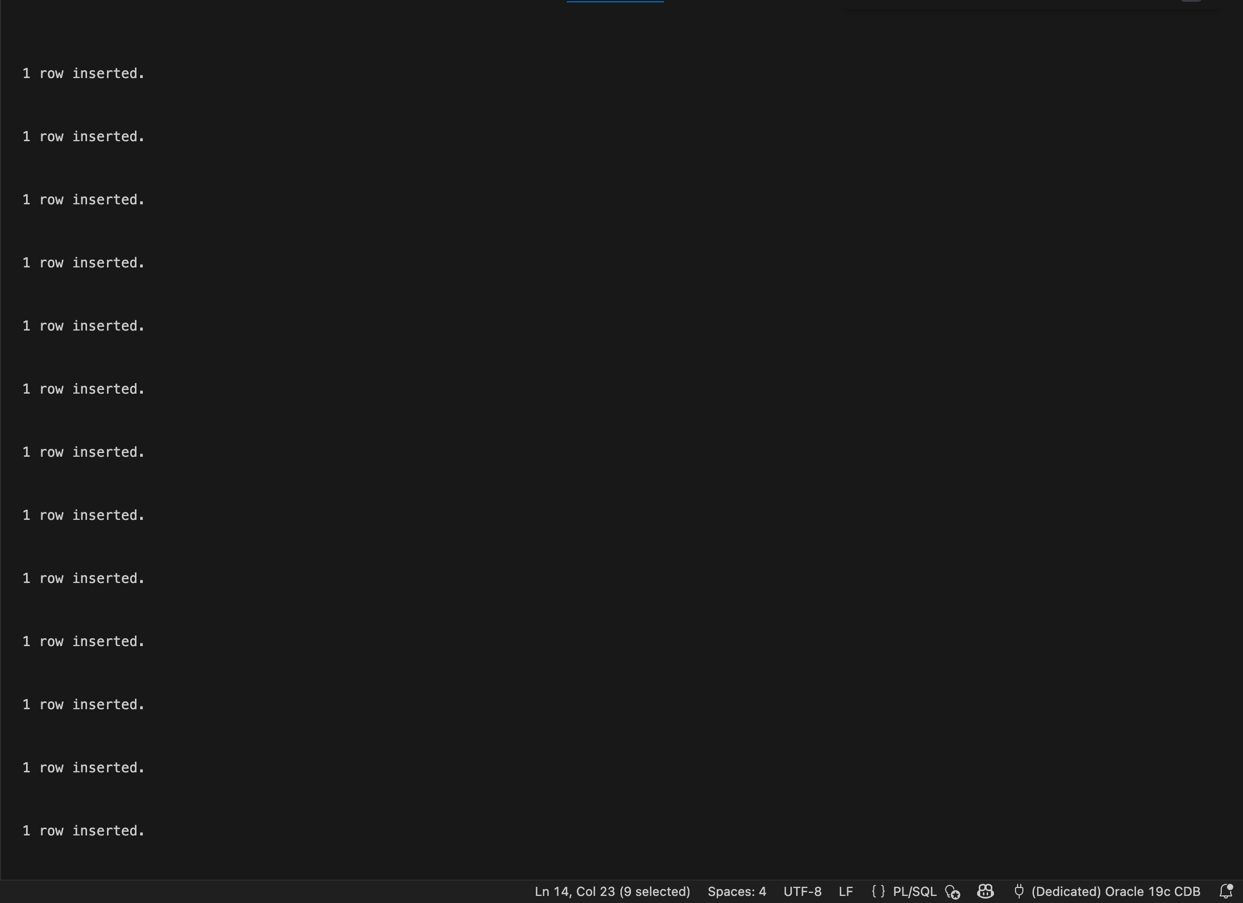 1 row inserted.
1 row inserted.
1 row inserted.
1 row inserted.
1 row inserted.
1 row inserted.
1 row inserted.
1 row inserted.
1 row inserted.
1 row inserted.
1 row inserted.
1 row inserted.
1 row inserted.
Ln 14, Col 23 (9 selected) Spaces: 4 UTF-8 LF { } PL/SQL (Dedicated) Oracle 19c CDB